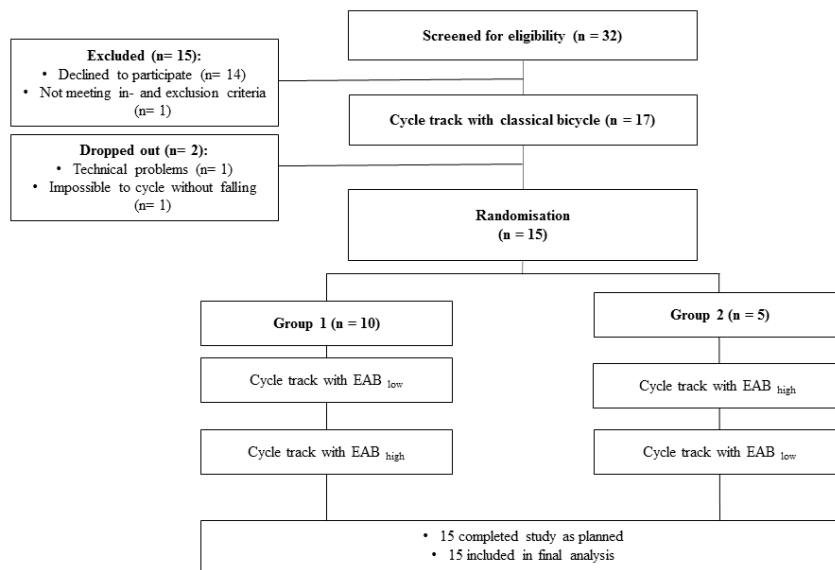 Screened for eligibility (n = 32)
Excluded (n= 15):
• Declined to participate (n= 14)
• Not meeting in- and exclusion criteria
(n= 1)
Cycle track with classical bicycle (n = 17)
Dropped out (n= 2):
• Technical problems (n= 1)
• Impossible to cycle without falling
(n= 1)
Randomisation
(n = 15)
Group 1 (n = 10)
Cycle track with EAB low
Cycle track with EAB high
Group 2 (n = 5)
Cycle track with EAB high
Cycle track with EAB low
• 15 completed study as planned
• 15 included in final analysis